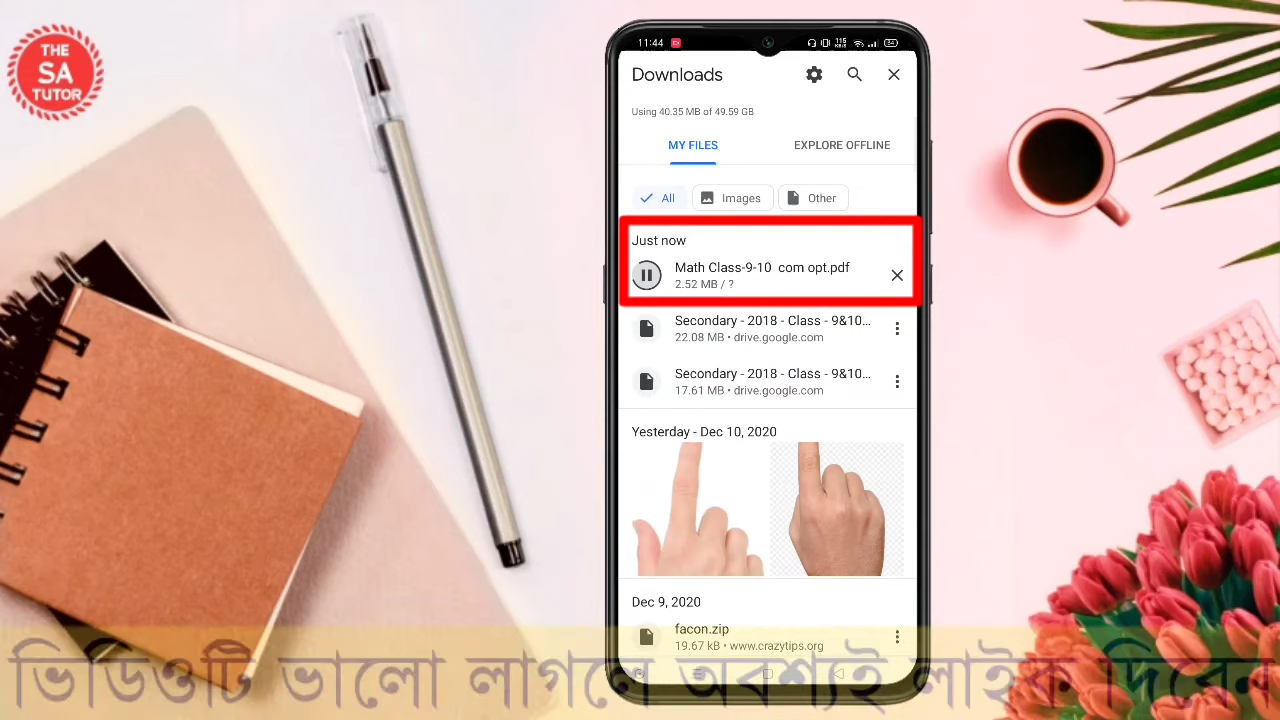 THE
SA
TUTOR
11:44
115
KB/S
84
Downloads
Using 40.35 MB of 49.59 GB
MY FILES
EXPLORE OFFLINE
All
Images
Other
Just now
Math Class-9-10 com opt.pdf
2.52 MB / ?
Secondary - 2018 - Class - 9&10...
22.08 MB • drive.google.com
Secondary - 2018 - Class - 9&10...
17.61 MB • drive.google.com
Yesterday - Dec 10, 2020
Dec 9, 2020
facon.zip
19.67 kB • www.crazytips.org
ভিডিওটি ভালো লাগলে অবশ্যই লাইক দিবেন